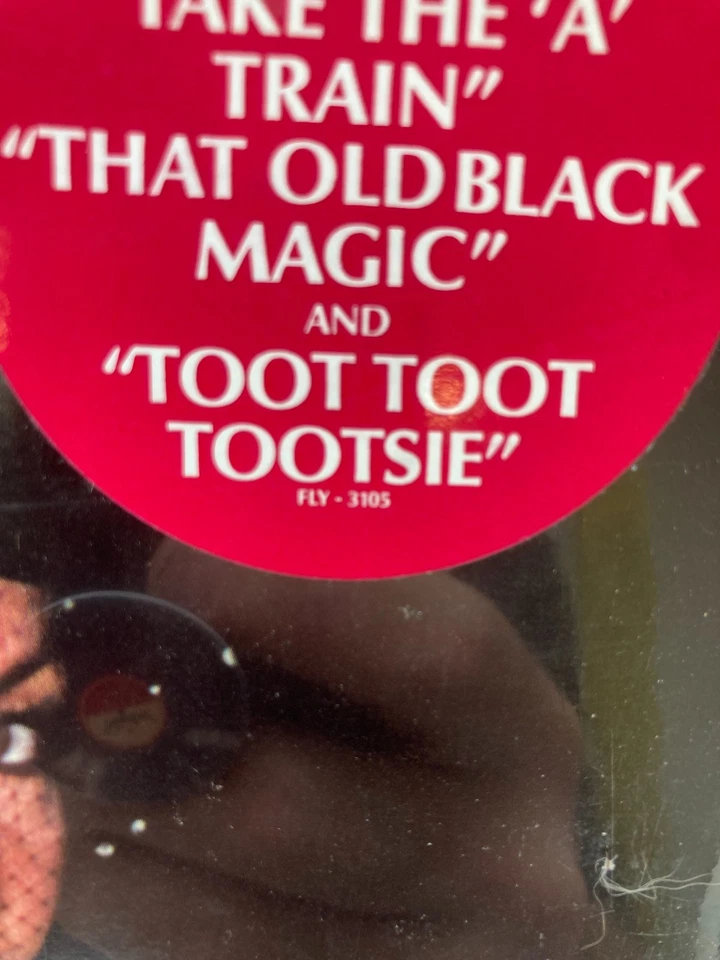 TAKE THE 'A'
TRAIN”
“THAT OLD BLACK
MAGIC”
AND
“TOOT TOOT
TOOTSIE”
FLY - 3105